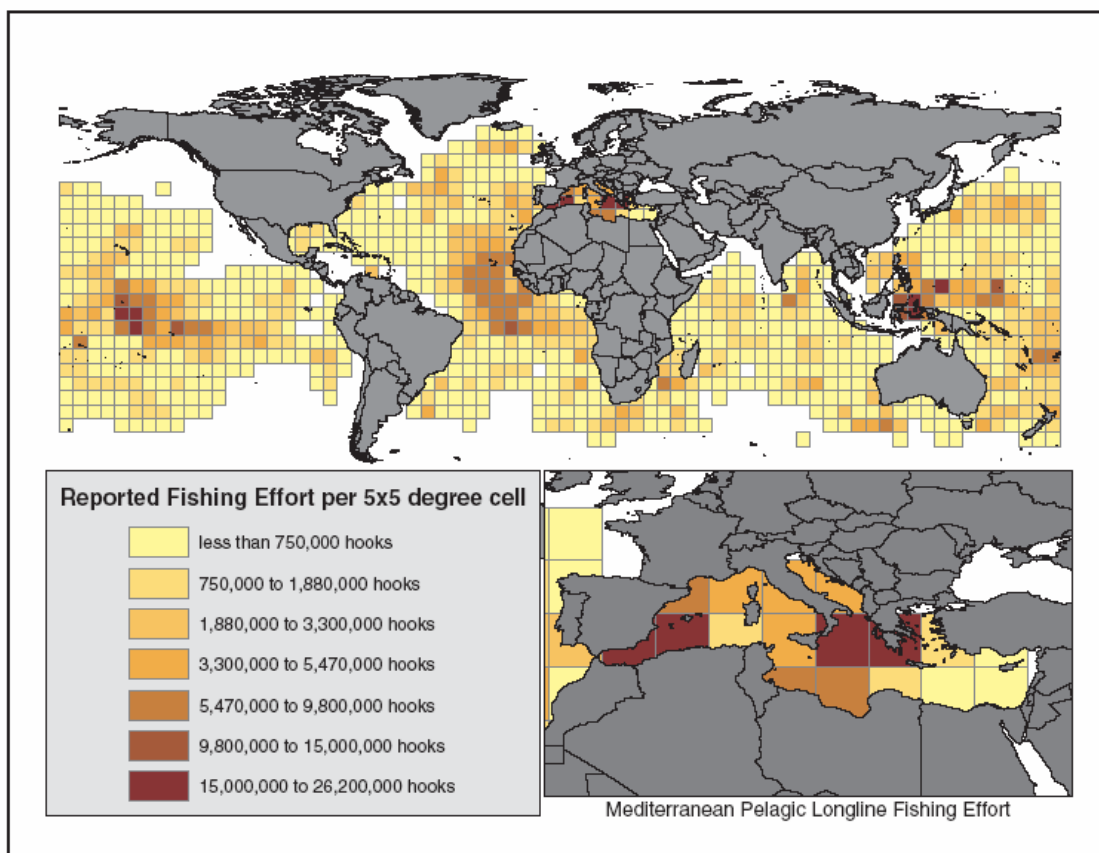 Reported Fishing Effort per 5x5 degree cell
less than 750,000 hooks
750,000 to 1,880,000 hooks
1,880,000 to 3,300,000 hooks
3,300,000 to 5,470,000 hooks
5,470,000 to 9,800,000 hooks
9,800,000 to 15,000,000 hooks
15,000,000 to 26,200,000 hooks
Mediterranean Pelagic Longline Fishing Effort